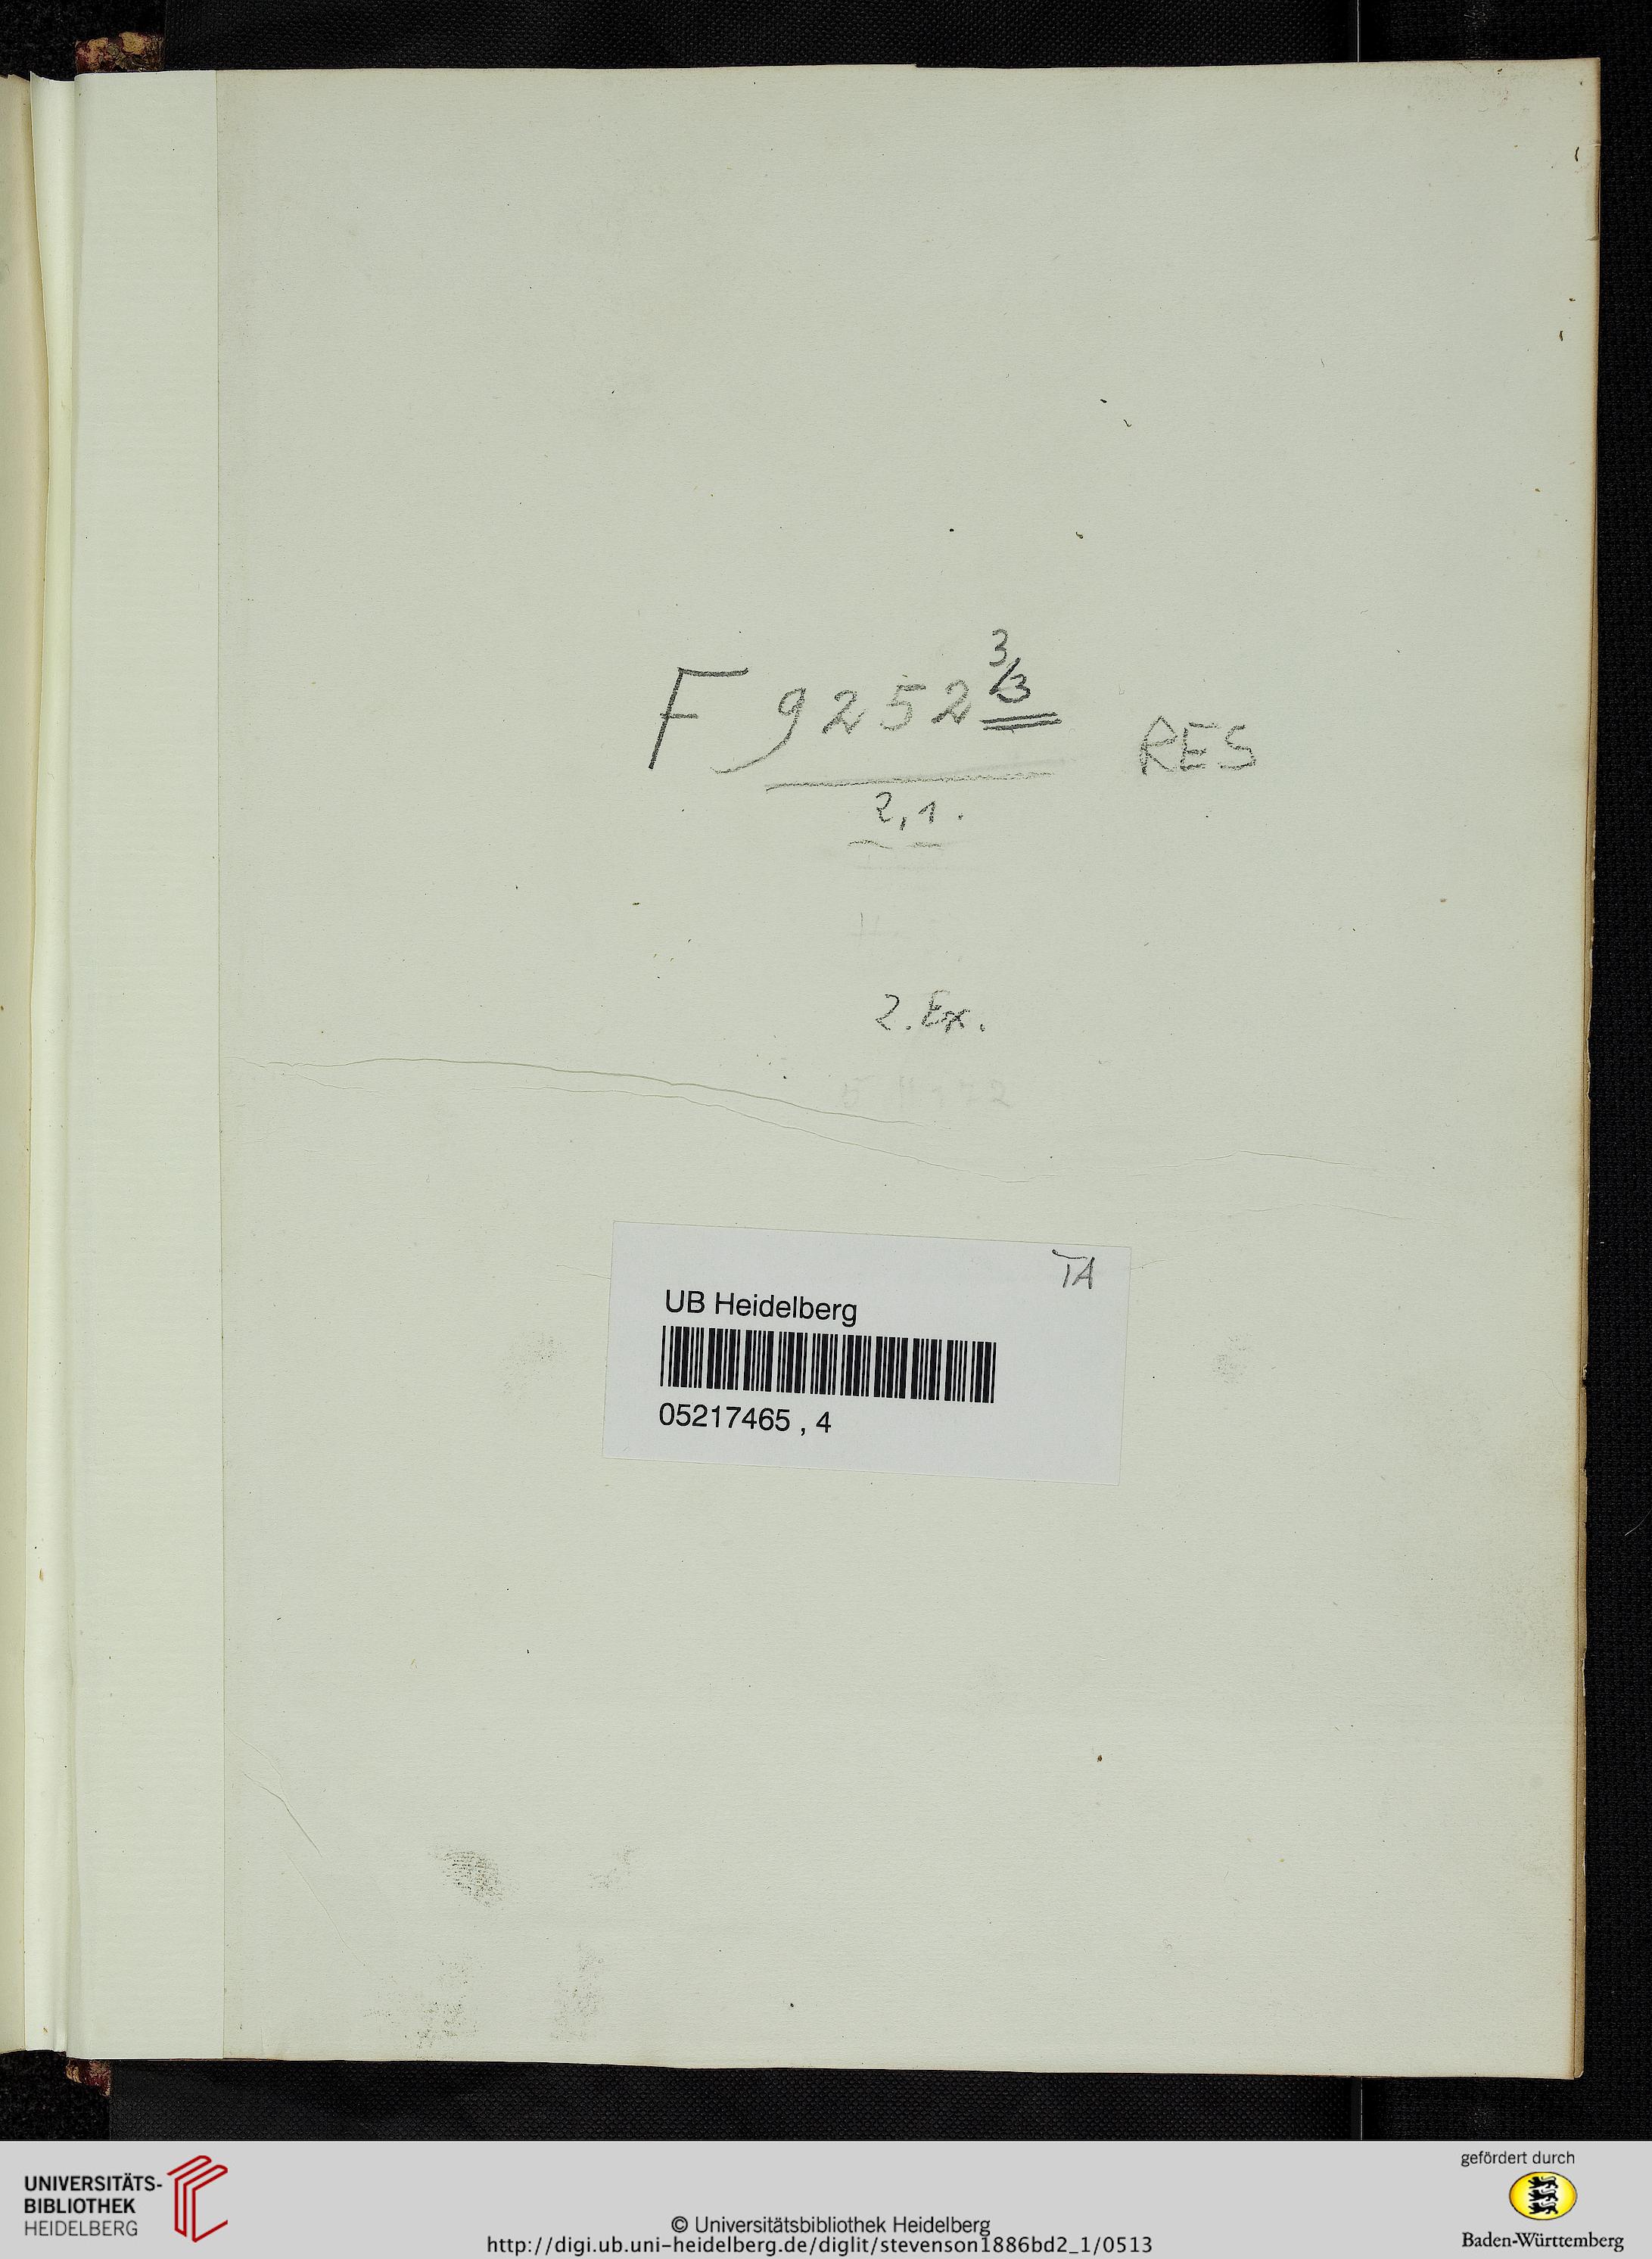 F 9252 3/3
RES
2,1.
2. Ex.
TA
UB Heidelberg
05217465 , 4
UNIVERSITÄTS-
BIBLIOTHEK
HEIDELBERG
© Universitätsbibliothek Heidelberg
http://digi.ub.uni-heidelberg.de/diglit/stevenson1886bd2_1/0513
gefördert durch
Baden-Württemberg